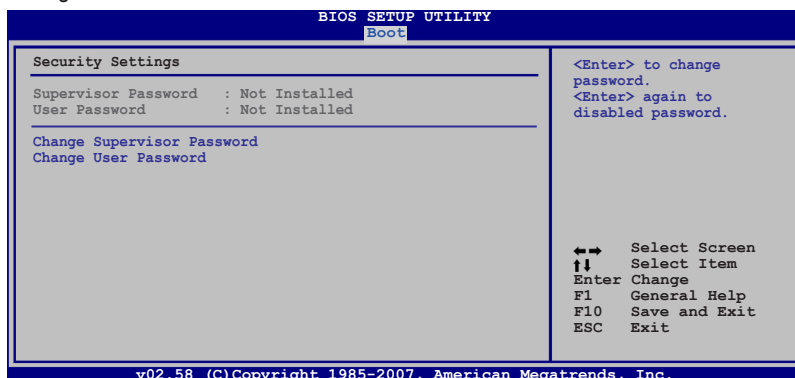 BIOS SETUP UTILITY
Boot
Security Settings
Supervisor Password : Not Installed
User Password : Not Installed
Change Supervisor Password
Change User Password
<Enter> to change
password.
<Enter> again to
disabled password.
←→ Select Screen
↑↓ Select Item
Enter Change
F1 General Help
F10 Save and Exit
ESC Exit
v02.58 (C)Copyright 1985-2007, American Megatrends, Inc.